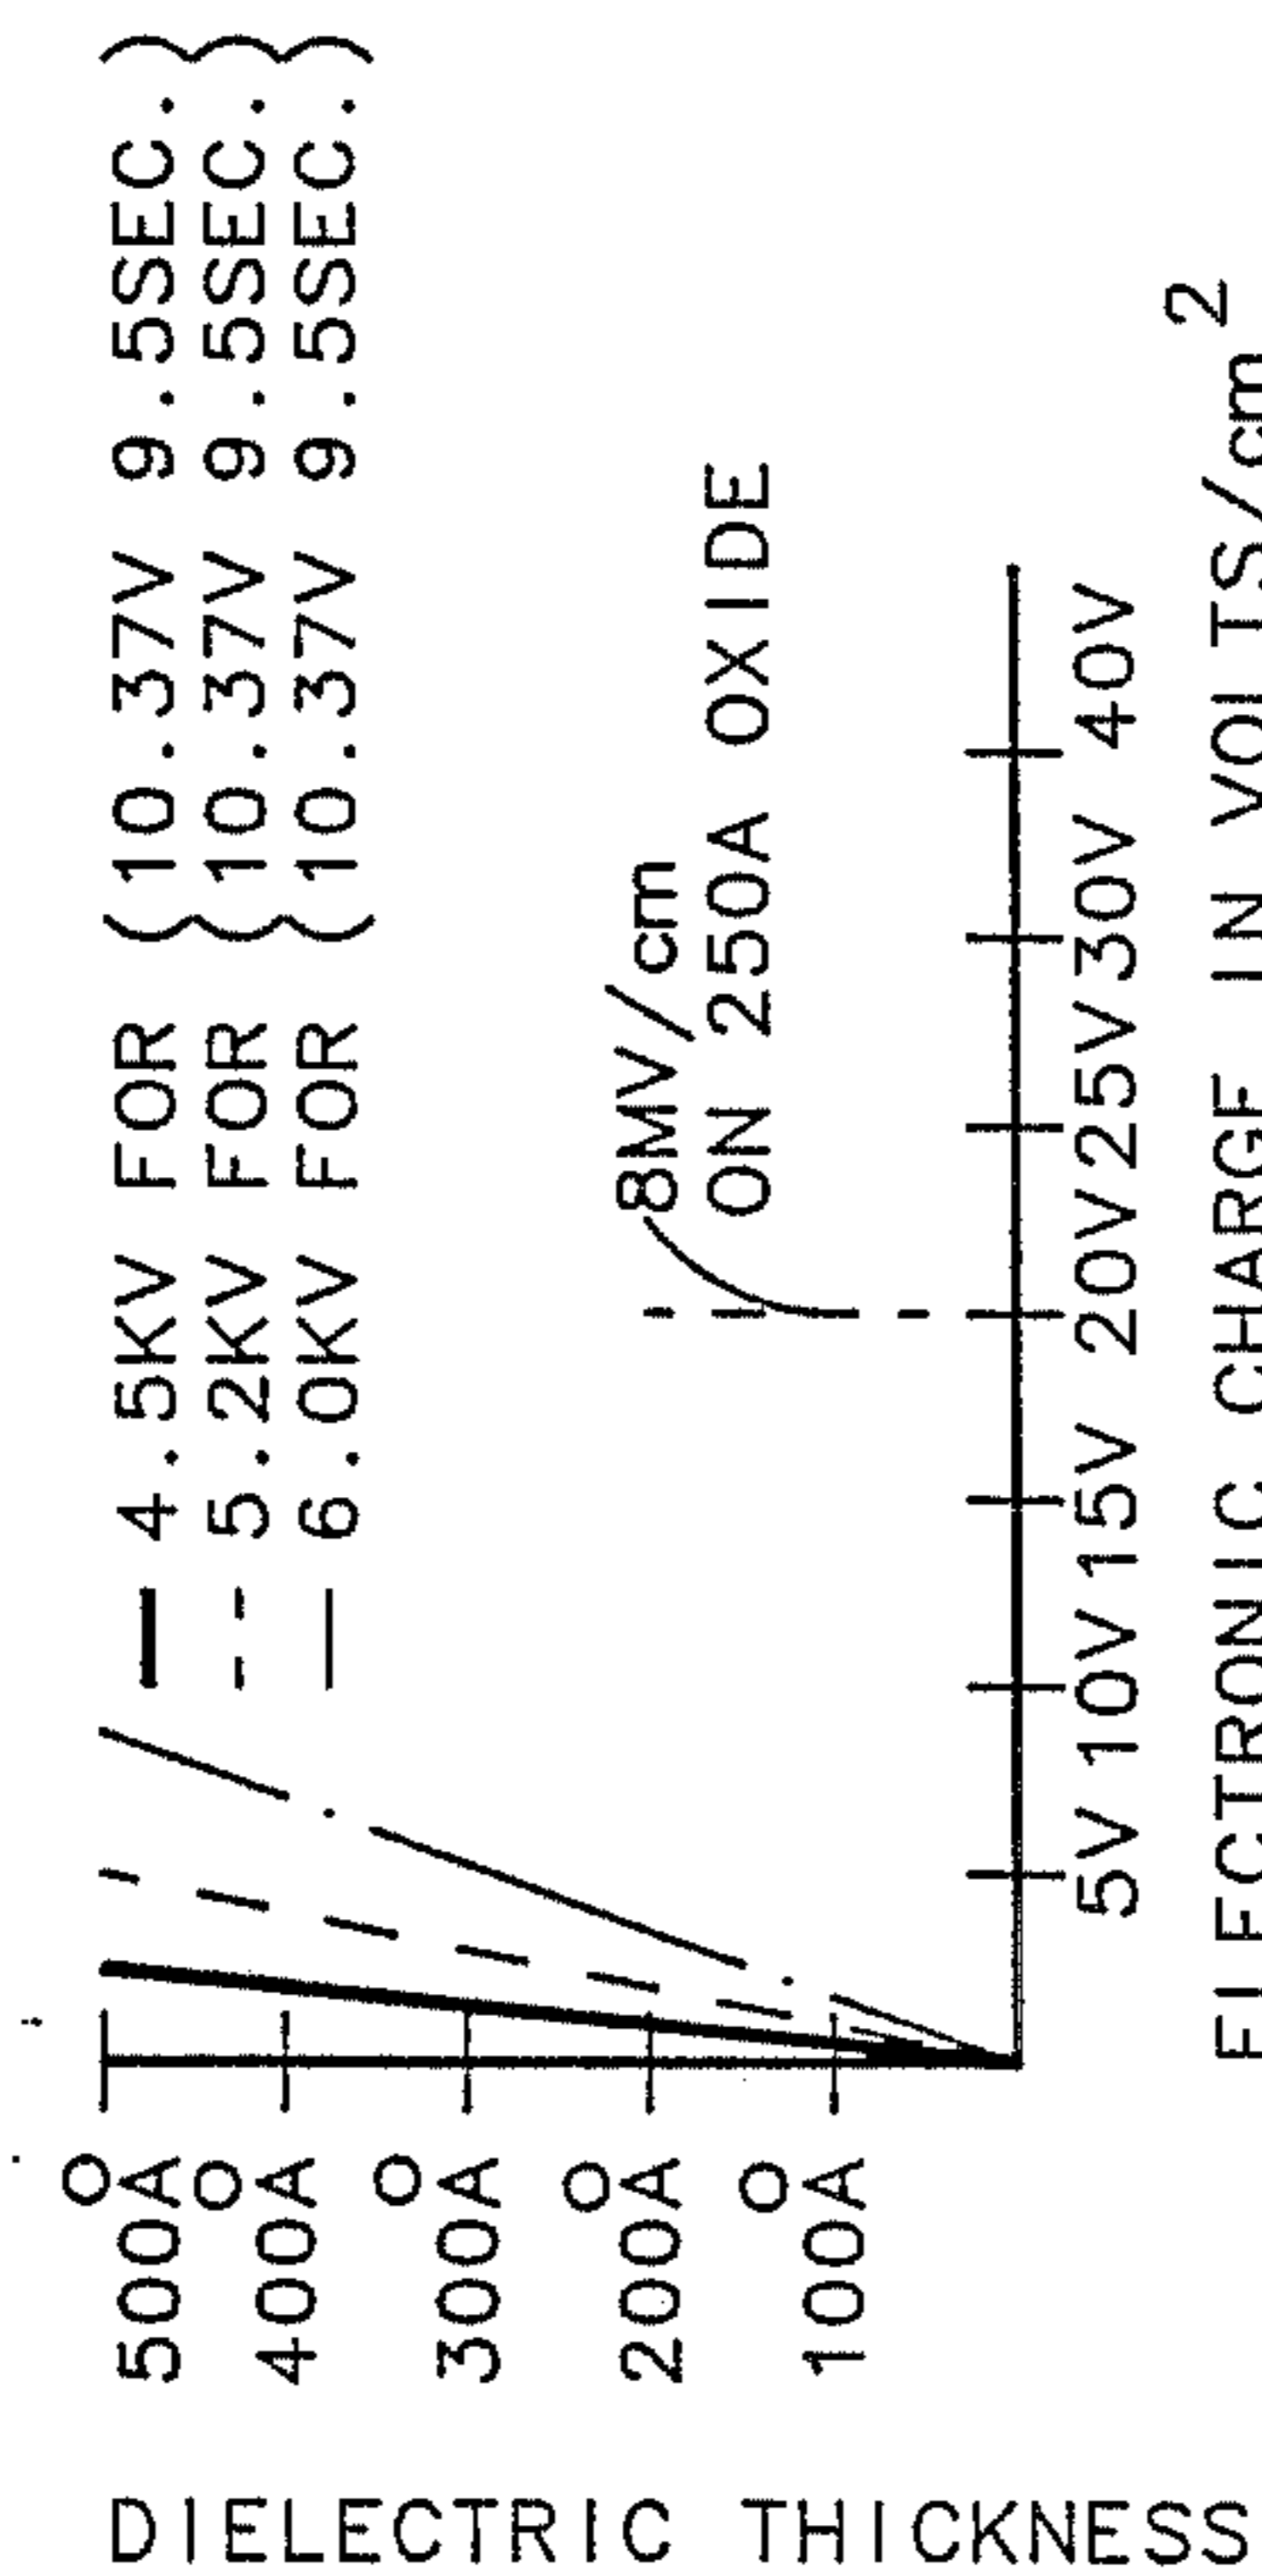 4.5KV FOR (10.37V 9.5SEC.)
5.2KV FOR (10.37V 9.5SEC.)
6.0KV FOR (10.37V 9.5SEC.)
8MV/cm
ON 250A OXIDE
500Å
400Å
300Å
200Å
100Å
5V 10V 15V 20V 25V 30V 40V
DIELECTRIC THICKNESS
ELECTRONIC CHARGE IN VOLTS/cm²